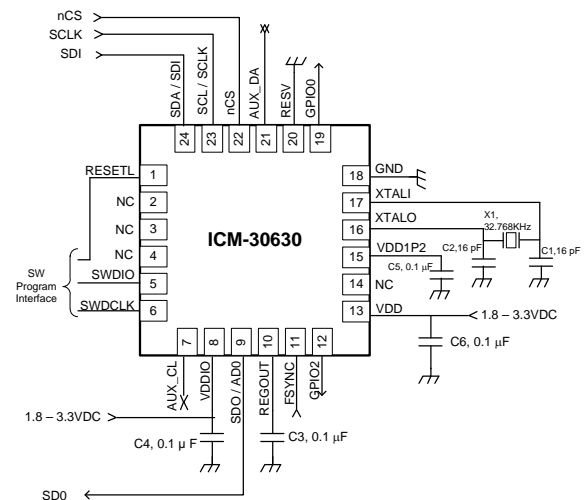 nCS
SCLK
SDI
SDA / SDI
SCL / SCLK
nCS
AUX_DA
RESV
GPIO0
24
23
22
21
20
19
RESETL
1
18
GND
NC
2
17
XTALI
NC
3
16
XTALO
X1,
32.768KHz
ICM-30630
NC
4
15
VDD1P2
C2,16 pF
C1,16 pF
C5, 0.1 µF
SW
Program
Interface
SWDIO
5
14
NC
SWDCLK
6
13
VDD
1.8 – 3.3VDC
C6, 0.1 µF
7
8
9
10
11
12
AUX_CL
VDDIO
SDO / AD0
REGOUT
FSYNC
GPIO2
1.8 – 3.3VDC
C4, 0.1 µ F
C3, 0.1 µF
SD0